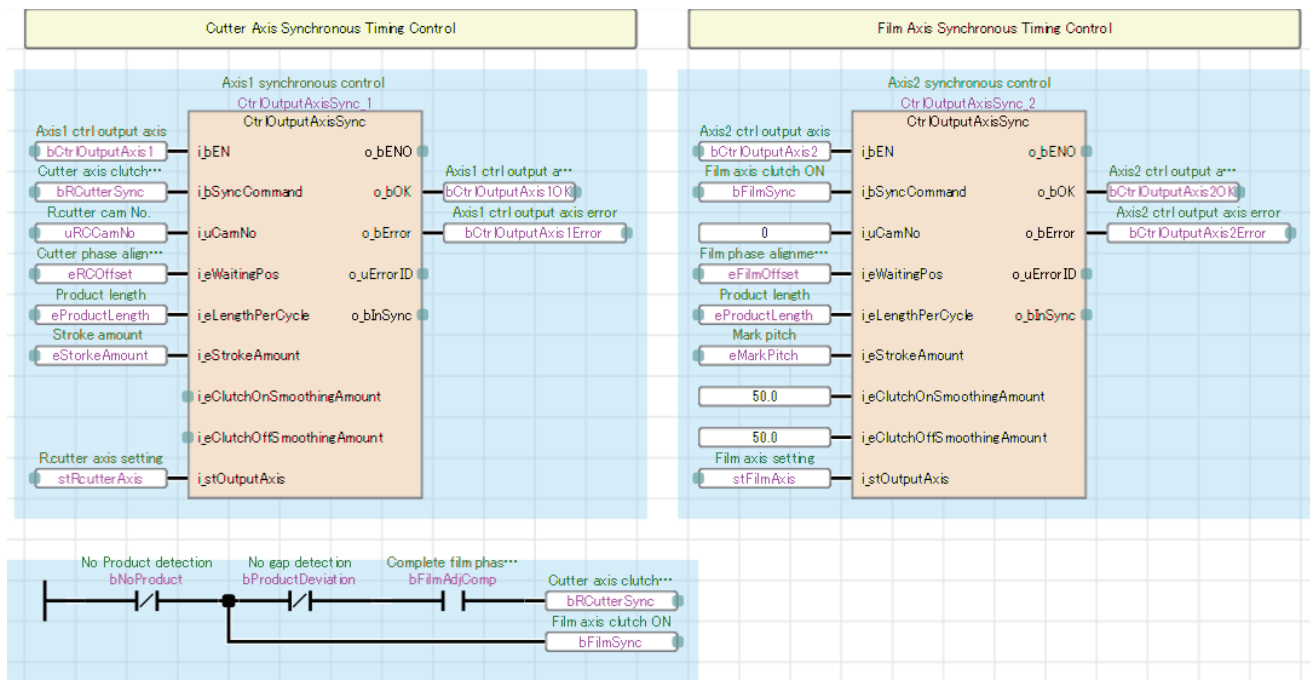 Cutter Axis Synchronous Timing Control
Axis1 synchronous control
CtrlOutputAxisSync_1
CtrlOutputAxisSync
Axis1 ctrl output axis
bCtrlOutputAxis1
i_bEN
o_bENO
Cutter axis clutch···
bRCutterSync
i_bSyncCommand
o_bOK
Axis1 ctrl output a···
bCtrlOutputAxis1OK
R.cutter cam No.
uRCCamNo
i_uCamNo
o_bError
Axis1 ctrl output axis error
bCtrlOutputAxis1Error
Cutter phase align···
eRCOffset
i_eWaitingPos
o_uErrorID
Product length
eProductLength
i_eLengthPerCycle
o_bInSync
Stroke amount
eStorkeAmount
i_eStrokeAmount
i_eClutchOnSmoothingAmount
i_eClutchOffSmoothingAmount
R.cutter axis setting
stRcutterAxis
i_stOutputAxis
Film Axis Synchronous Timing Control
Axis2 synchronous control
CtrlOutputAxisSync_2
CtrlOutputAxisSync
Axis2 ctrl output axis
bCtrlOutputAxis2
i_bEN
o_bENO
Film axis clutch ON
bFilmSync
i_bSyncCommand
o_bOK
Axis2 ctrl output a···
bCtrlOutputAxis2OK
0
i_uCamNo
o_bError
Axis2 ctrl output axis error
bCtrlOutputAxis2Error
Film phase alignme···
eFilmOffset
i_eWaitingPos
o_uErrorID
Product length
eProductLength
i_eLengthPerCycle
o_bInSync
Mark pitch
eMarkPitch
i_eStrokeAmount
50.0
i_eClutchOnSmoothingAmount
50.0
i_eClutchOffSmoothingAmount
Film axis setting
stFilmAxis
i_stOutputAxis
No Product detection
bNoProduct
No gap detection
bProductDeviation
Complete film phas···
bFilmAdjComp
Cutter axis clutch···
bRCutterSync
Film axis clutch ON
bFilmSync